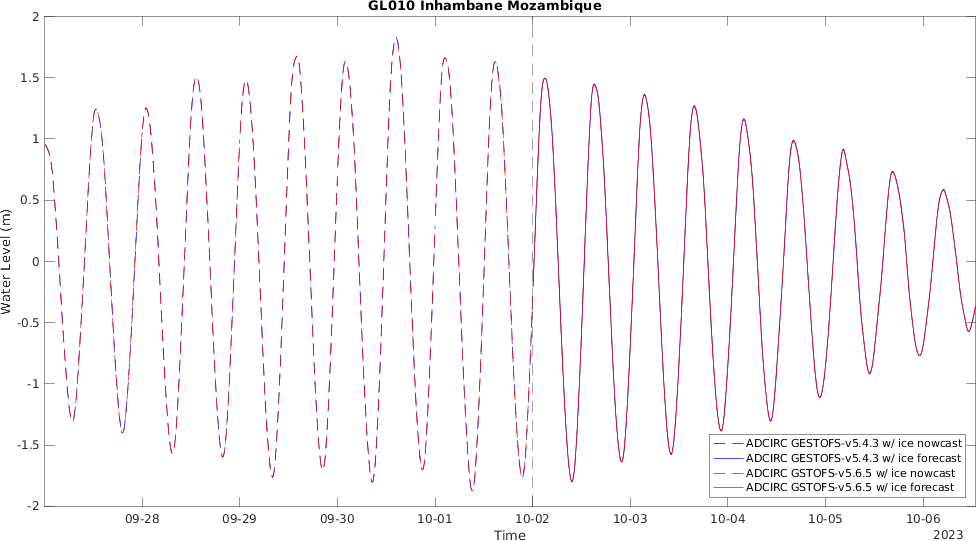 GL010 Inhambane Mozambique
2
1.5
1
0.5
0
-0.5
-1
-1.5
-2
Water Level (m)
ADCIRC GESTOFS-v5.4.3 w/ ice nowcast
ADCIRC GESTOFS-v5.4.3 w/ ice forecast
ADCIRC GSTOFS-v5.6.5 w/ ice nowcast
ADCIRC GSTOFS-v5.6.5 w/ ice forecast
09-28 09-29 09-30 10-01 10-02 10-03 10-04 10-05 10-06
Time
2023